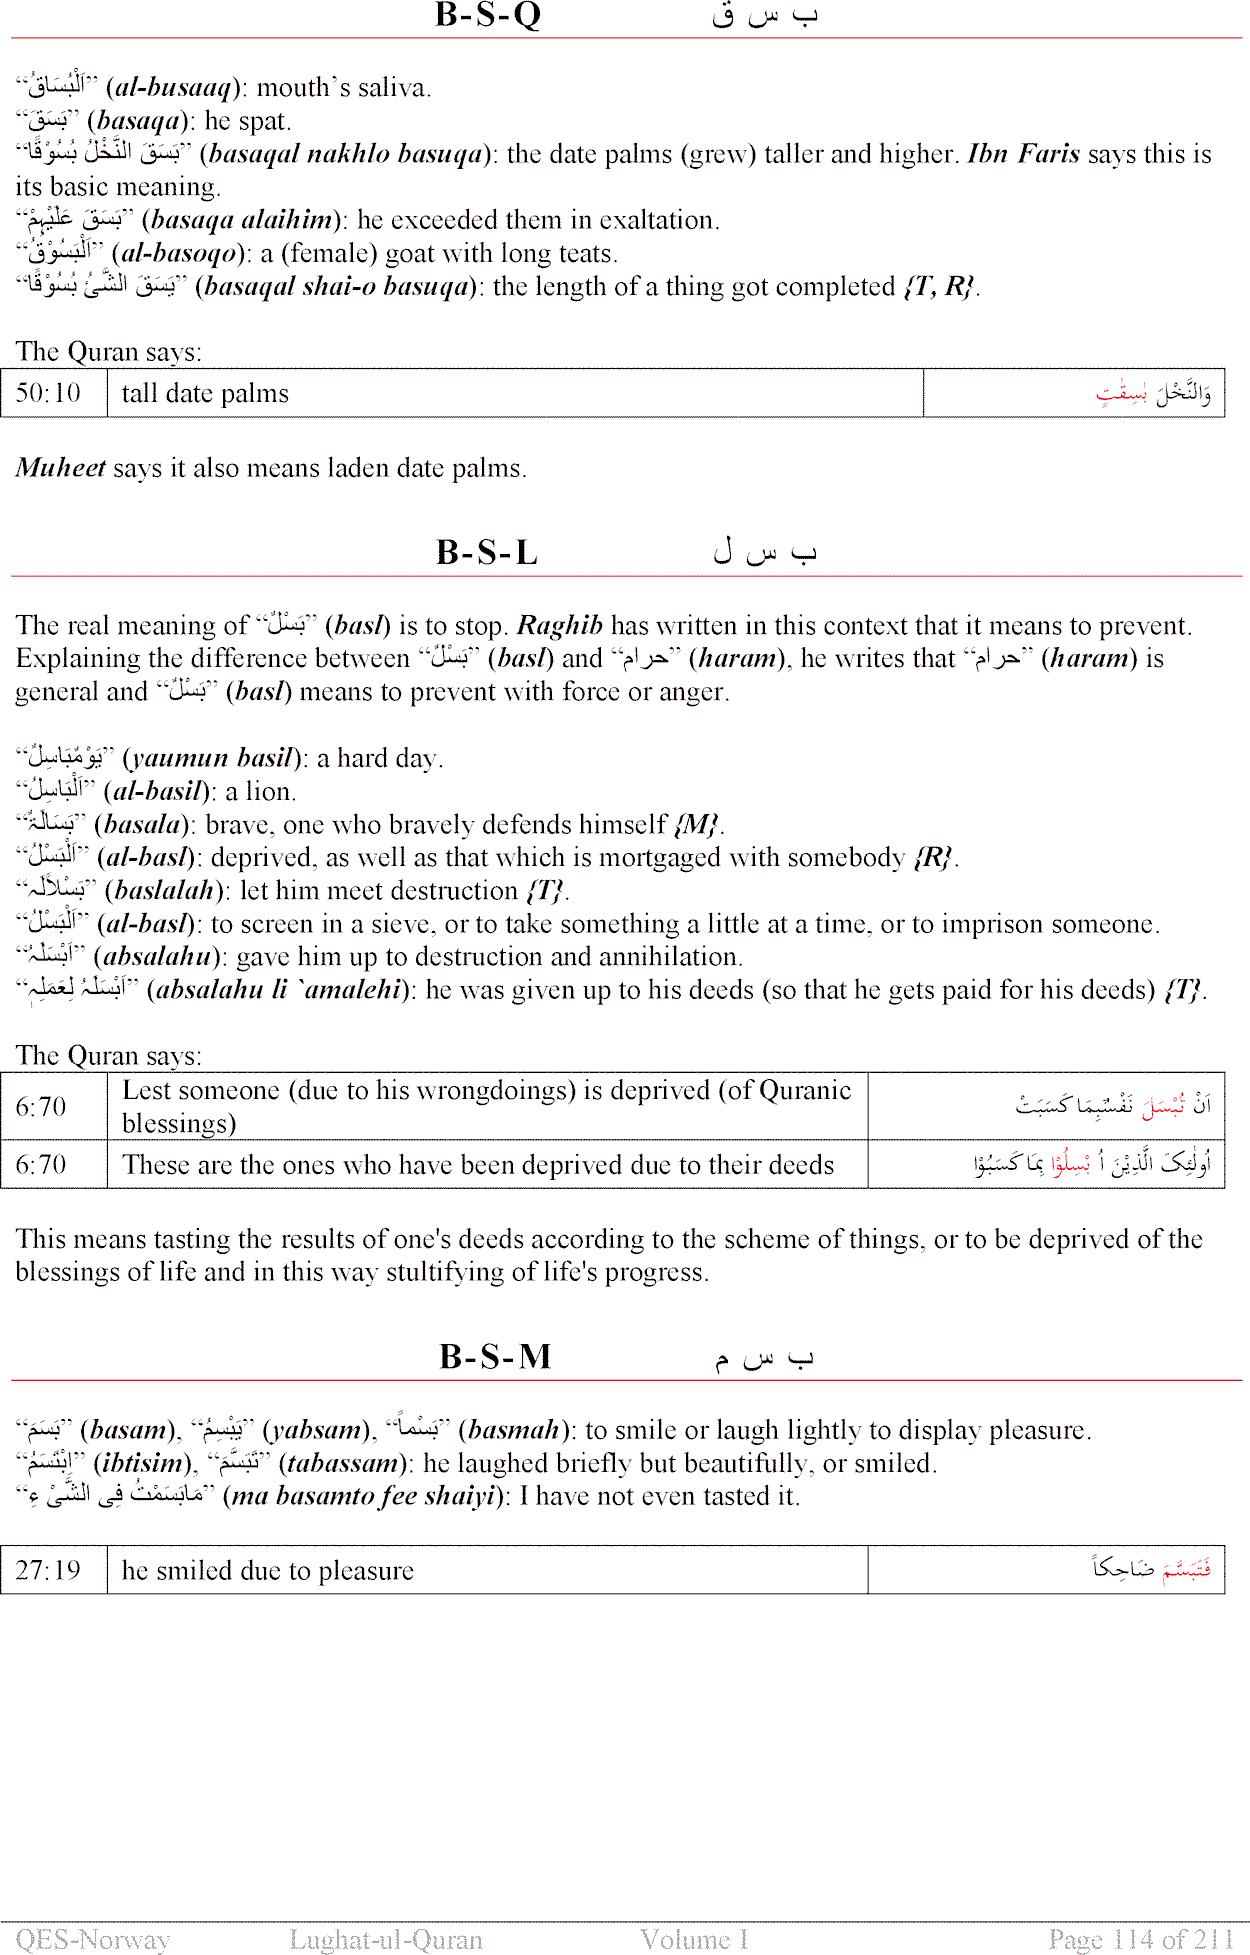 B-S-Q ب س ق
“اَلْبُسَاقُ” (al-busaaq): mouth’s saliva.
“بَسَقَ” (basaqa): he spat.
“بَسَقَ النَّخْلُ بُسُوْقًا” (basaqal nakhlo basuqa): the date palms (grew) taller and higher. Ibn Faris says this is
its basic meaning.
“بَسَقَ عَلَيْہِمْ” (basaqa alaihim): he exceeded them in exaltation.
“اَلْبَسُوْقُ” (al-basoqo): a (female) goat with long teats.
“بَسَقَ الشَّیُٔ بُسُوْقًا” (basaqal shai-o basuqa): the length of a thing got completed {T, R}.
The Quran says:
50:10 tall date palms وَالنَّخْلَ بٰسِقٰتٍ
Muheet says it also means laden date palms.
B-S-L ب س ل
The real meaning of “بَسْلٌ” (basl) is to stop. Raghib has written in this context that it means to prevent.
Explaining the difference between “بَسْلٌ” (basl) and “حرام” (haram), he writes that “حرام” (haram) is
general and “بَسْلٌ” (basl) means to prevent with force or anger.
“يَوْمٌبَاسِلٌ” (yaumun basil): a hard day.
“اَلْبَاسِلُ” (al-basil): a lion.
“بَسَالَۃٌ” (basala): brave, one who bravely defends himself {M}.
“اَلْبَسْلُ” (al-basl): deprived, as well as that which is mortgaged with somebody {R}.
“بَسْلاًلَہ” (baslalah): let him meet destruction {T}.
“اَلْبَسْلُ” (al-basl): to screen in a sieve, or to take something a little at a time, or to imprison someone.
“اَبْسَلَہُ” (absalahu): gave him up to destruction and annihilation.
“اَبْسَلَہُ لِعَمَلِہٖ” (absalahu li `amalehi): he was given up to his deeds (so that he gets paid for his deeds) {T}.
The Quran says:
6:70 Lest someone (due to his wrongdoings) is deprived (of Quranic
blessings) اَنْ تُبْسَلَ نَفْسٌۢبِمَا كَسَبَتْ
6:70 These are the ones who have been deprived due to their deeds اُولٰٓئِکَ الَّذِيْنَ اُ بْسِلُوْا بِمَا كَسَبُوْا
This means tasting the results of one's deeds according to the scheme of things, or to be deprived of the
blessings of life and in this way stultifying of life's progress.
B-S-M ب س م
“بَسَمَ” (basam), “يَبْسِمُ” (yabsam), “بَسْماً” (basmah): to smile or laugh lightly to display pleasure.
“اِبْتَسَمَ” (ibtisim), “تَبَسَّمَ” (tabassam): he laughed briefly but beautifully, or smiled.
“مَابَسَمْتُ فِی الشَّیْ ءِ” (ma basamto fee shaiyi): I have not even tasted it.
27:19 he smiled due to pleasure فَتَبَسَّمَ ضَاحِكاً
QES-Norway Lughat-ul-Quran Volume I Page 114 of 211